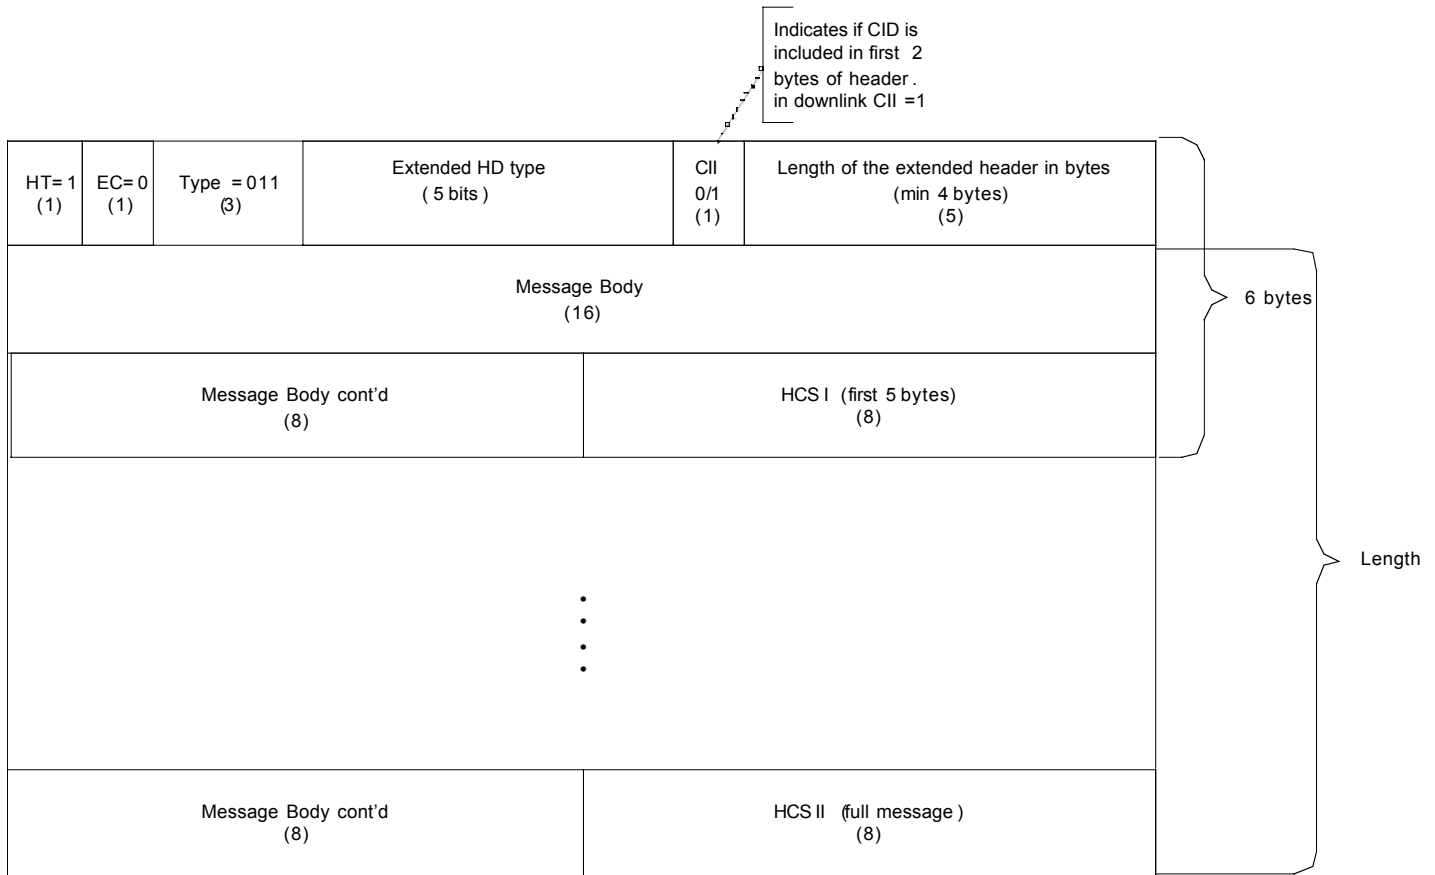 Indicates if CID is
included in first 2
bytes of header .
in downlink CII =1
HT= 1
(1)
EC= 0
(1)
Type = 011
(3)
Extended HD type
( 5 bits )
CII
0/1
(1)
Length of the extended header in bytes
(min 4 bytes)
(5)
Message Body
(16)
6 bytes
Message Body cont'd
(8)
HCS I (first 5 bytes)
(8)
Length
Message Body cont'd
(8)
HCS II (full message )
(8)